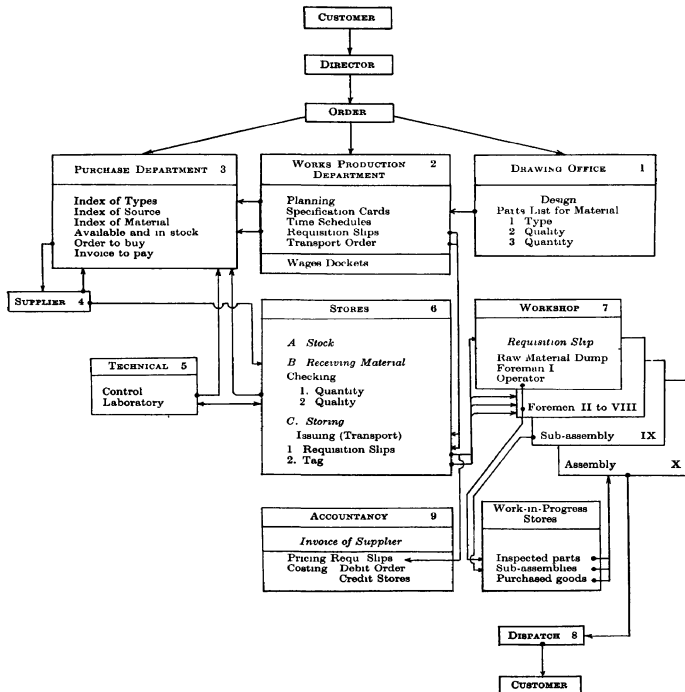 CUSTOMER
DIRECTOR
ORDER
PURCHASE DEPARTMENT 3
Index of Types
Index of Source
Index of Material
Available and in stock
Order to buy
Invoice to pay
WORKS PRODUCTION 2
DEPARTMENT
Planning
Specification Cards
Time Schedules
Requisition Slips
Transport Order
Wages Dockets
DRAWING OFFICE 1
Design
Parts List for Material
1 Type
2 Quality
3 Quantity
SUPPLIER 4
TECHNICAL 5
Control
Laboratory
STORES 6
A Stock
B Receiving Material
Checking
1. Quantity
2 Quality
C. Storing
Issuing (Transport)
1 Requisition Slips
2. Tag
WORKSHOP 7
Requisition Slip
Raw Material Dump
Foreman I
Operator
Foremen II to VIII
Sub-assembly IX
Assembly X
ACCOUNTANCY 9
Invoice of Supplier
Pricing Requ Slips
Costing Debit Order
Credit Stores
Work-in-Progress
Stores
Inspected parts
Sub-assemblies
Purchased goods
DISPATCH 8
CUSTOMER